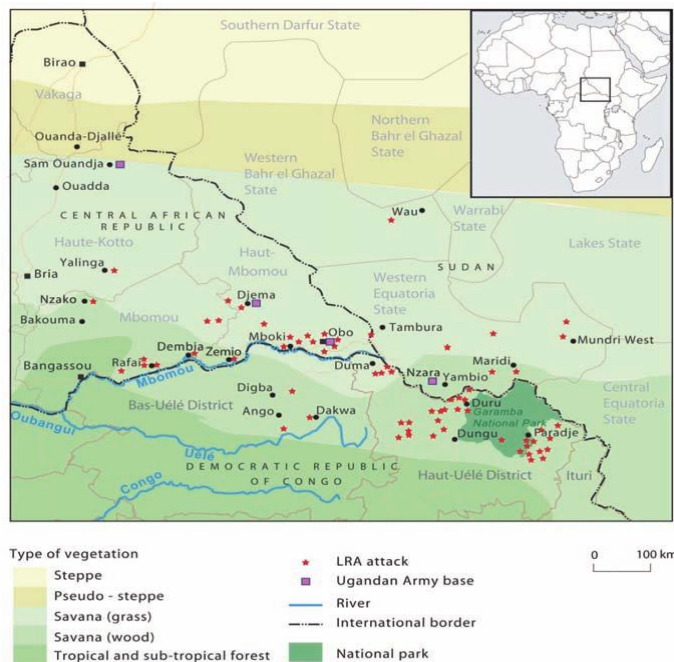 Southern Darfur State
Birao
Vakaga
Northern
Bahr el Ghazal
State
Ouanda-Djallé
Western
Bahr el Ghazal
State
Sam Ouandja
Ouadda
Wau
Warrabi
State
CENTRAL AFRICAN
REPUBLIC
Haute-Kotto
Haut-
Mbomou
Lakes State
Yalinga
SUDAN
Bria
Western
Equatoria
State
Nzako
Djema
Mbomou
Bakouma
Obo
Mboki
Tambura
Mundri West
Dembia
Zemio
Rafai
Bangassou
Mbomou
Duma
Maridi
Nzara
Yambio
Digba
Bas-Uélé District
Central
Equatoria
State
Ango
Dakwa
Duru
Garamba
National Park
Oubangui
Dungu
Faradje
Uélé
DEMOCRATIC REPUBLIC
OF CONGO
Congo
Haut-Uélé District
Ituri
Type of vegetation
Steppe
Pseudo - steppe
Savana (grass)
Savana (wood)
Tropical and sub-tropical forest
LRA attack
Ugandan Army base
River
International border
National park
0 100 km